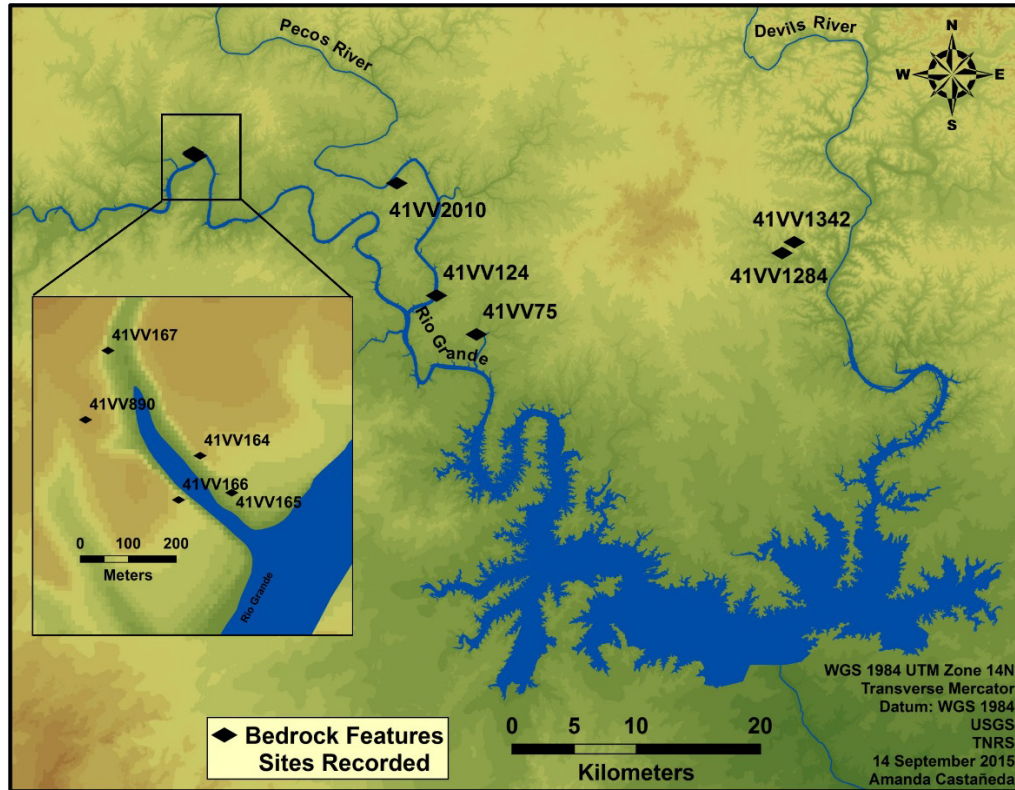 Pecos River
Devils River
N
W
E
S
41VV2010
41VV1342
41VV1284
41VV124
41VV75
Rio Grande
41VV167
41VV890
41VV164
41VV166
41VV165
0 100 200
Meters
Rio Grande
Bedrock Features
Sites Recorded
0 5 10 20
Kilometers
WGS 1984 UTM Zone 14N
Transverse Mercator
Datum: WGS 1984
USGS
TNRS
14 September 2015
Amanda Castañeda